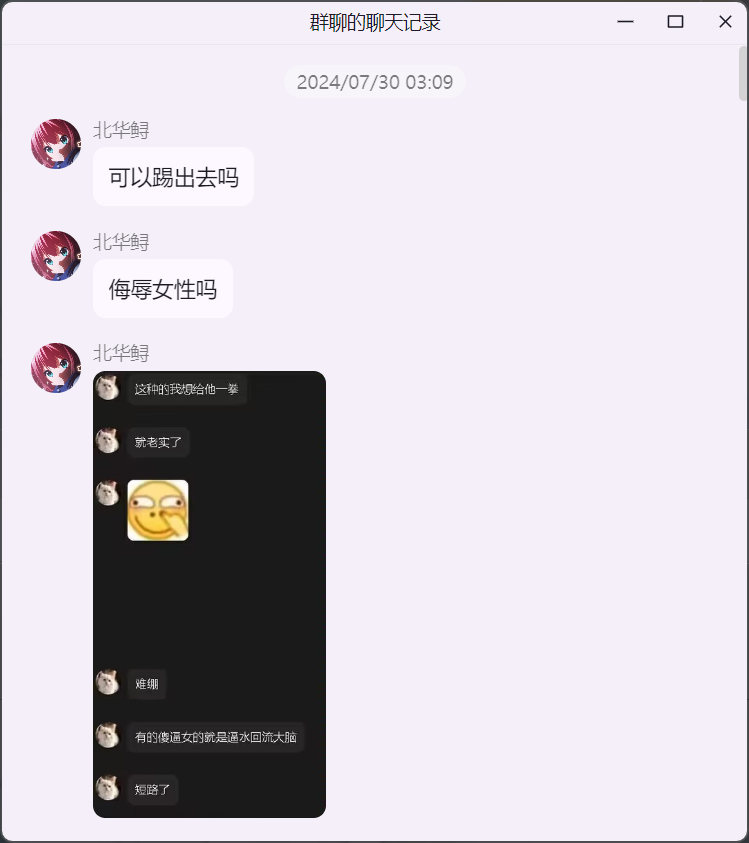 群聊的聊天记录
2024/07/30 03:09
北华鲟
可以踢出去吗
北华鲟
侮辱女性吗
北华鲟
这种的我想给他一拳
就老实了
难绷
有的傻逼女的就是逼水回流大脑
短路了